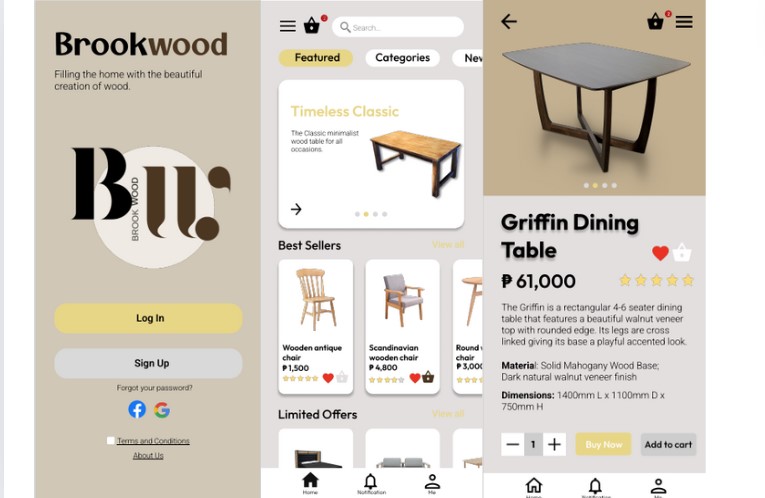 Brookwood
Filling the home with the beautiful
creation of wood.
B W
BROOK WOOD
Log In
Sign Up
Forgot your password?
Terms and Conditions
About Us
Search...
Featured
Categories
New
Timeless Classic
The Classic minimalist
wood table for all
occasions.
Best Sellers
View all
Wooden antique
chair
₱ 1,500
Scandinavian
wooden chair
₱ 4,800
Round
chair
₱ 3,000
Limited Offers
View all
Home
Notification
Me
Griffin Dining
Table
₱ 61,000
The Griffin is a rectangular 4-6 seater dining
table that features a beautiful walnut veneer
top with rounded edge. Its legs are cross
linked giving its base a playful accented look.
Material: Solid Mahogany Wood Base;
Dark natural walnut veneer finish
Dimensions: 1400mm L x 1100mm D x
750mm H
1
Buy Now
Add to cart
Home
Notification
Me